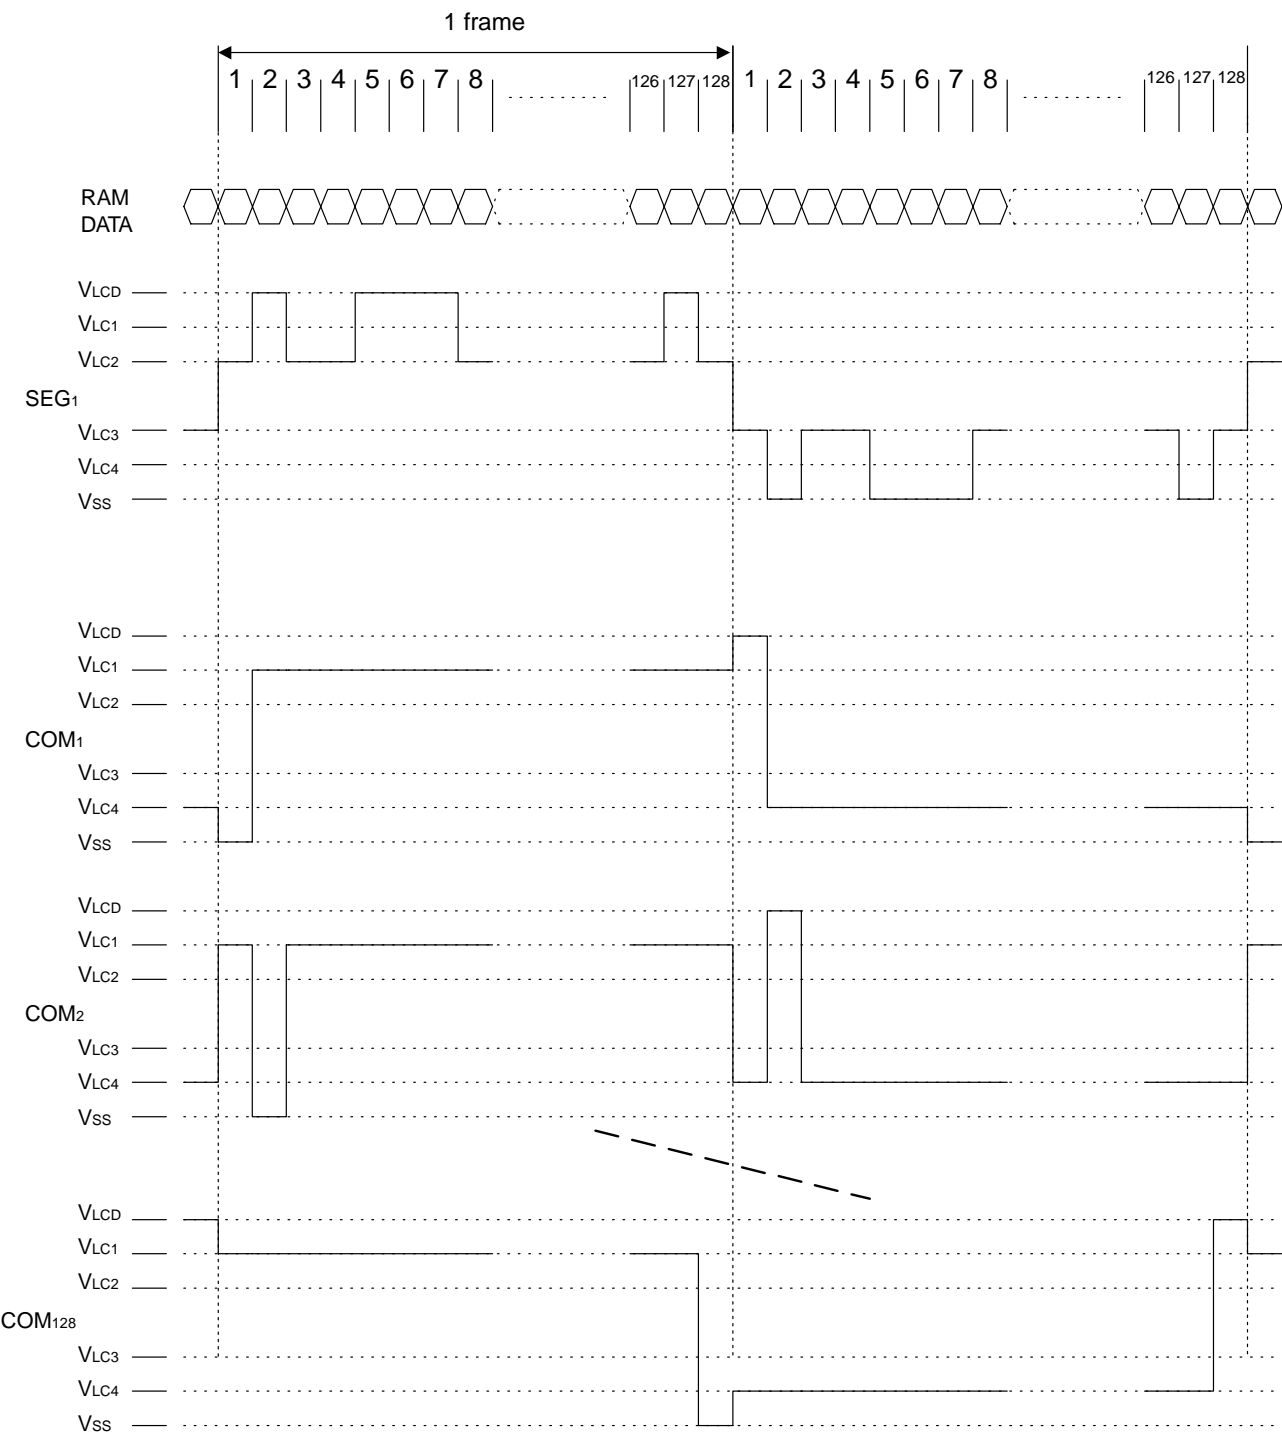 1 frame
1 2 3 4 5 6 7 8 126 127 128 1 2 3 4 5 6 7 8 126 127 128
RAM
DATA
VLCD
VLC1
VLC2
SEG1
VLC3
VLC4
VSS
VLCD
VLC1
VLC2
COM1
VLC3
VLC4
VSS
VLCD
VLC1
VLC2
COM2
VLC3
VLC4
VSS
VLCD
VLC1
VLC2
COM128
VLC3
VLC4
VSS